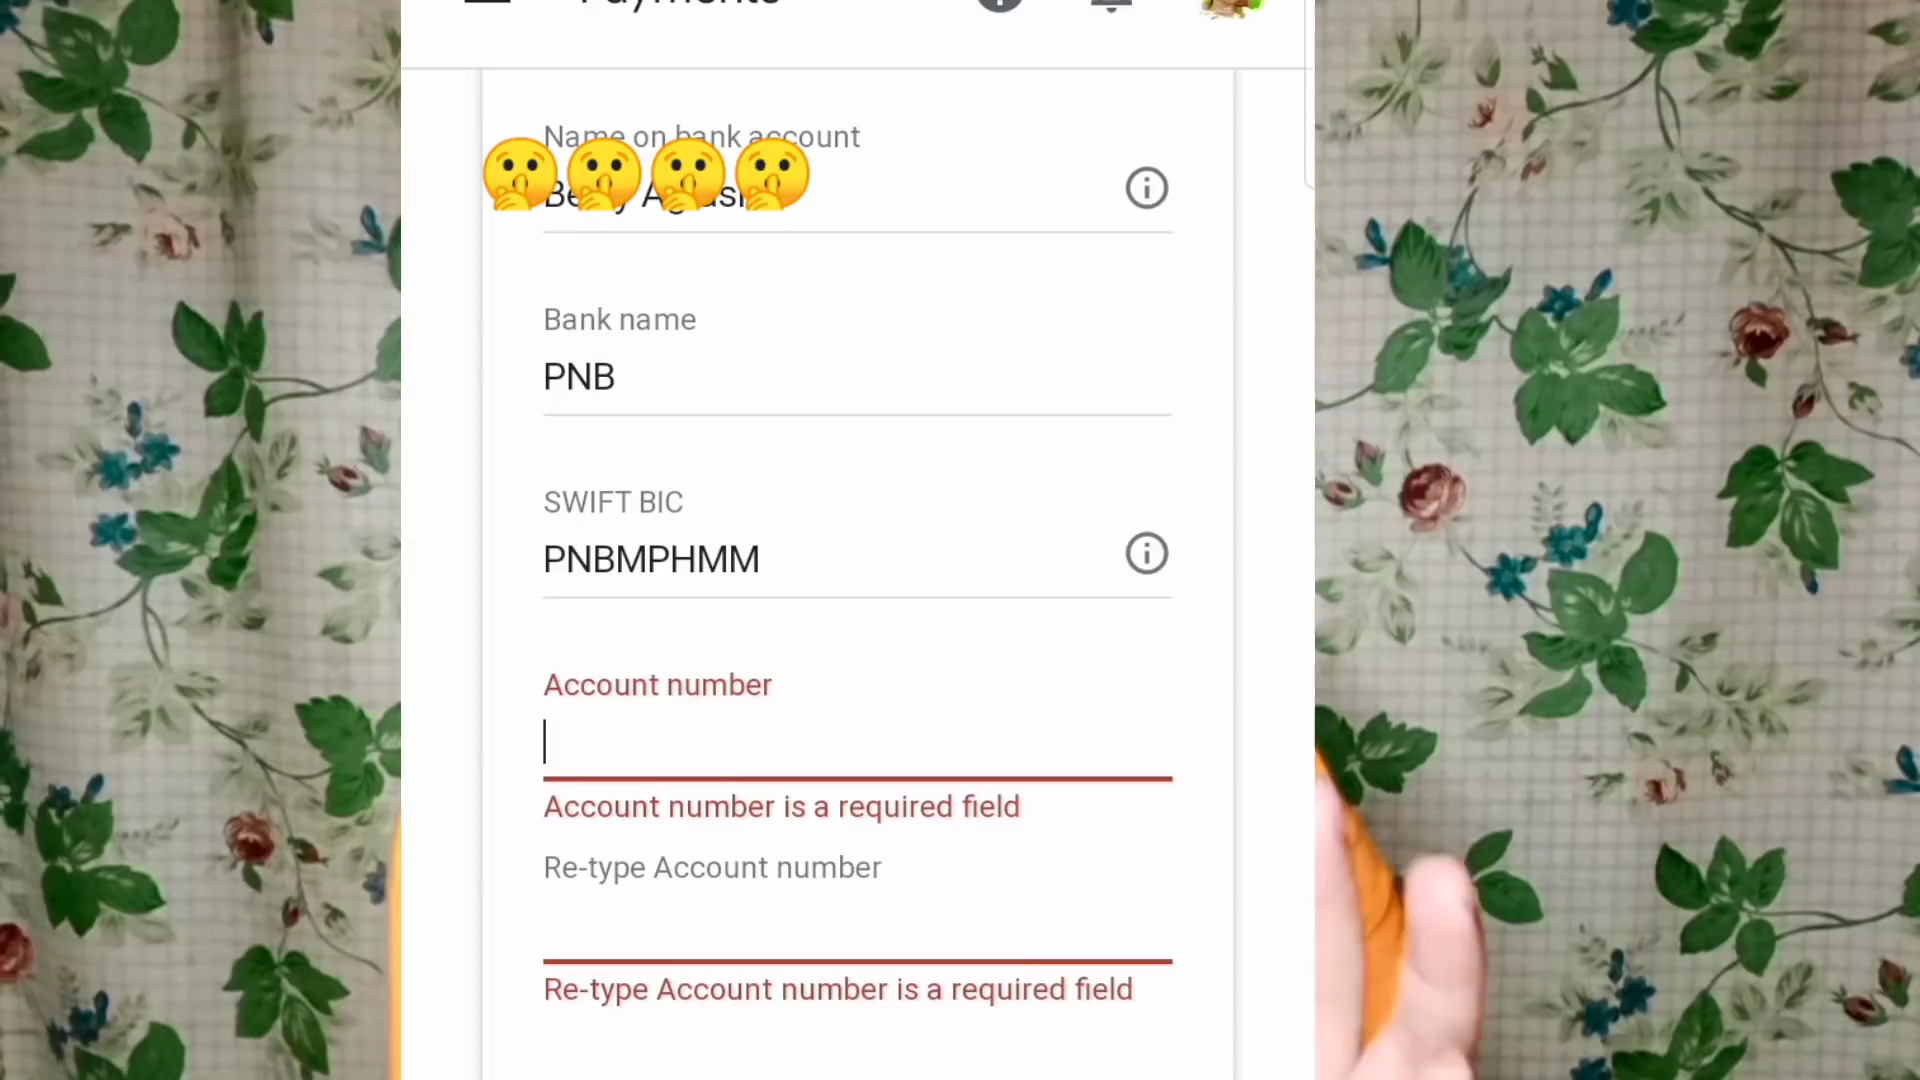 Payments
Name on bank account
Bank name
PNB
SWIFT BIC
PNBMPHMM
Account number
Account number is a required field
Re-type Account number
Re-type Account number is a required field